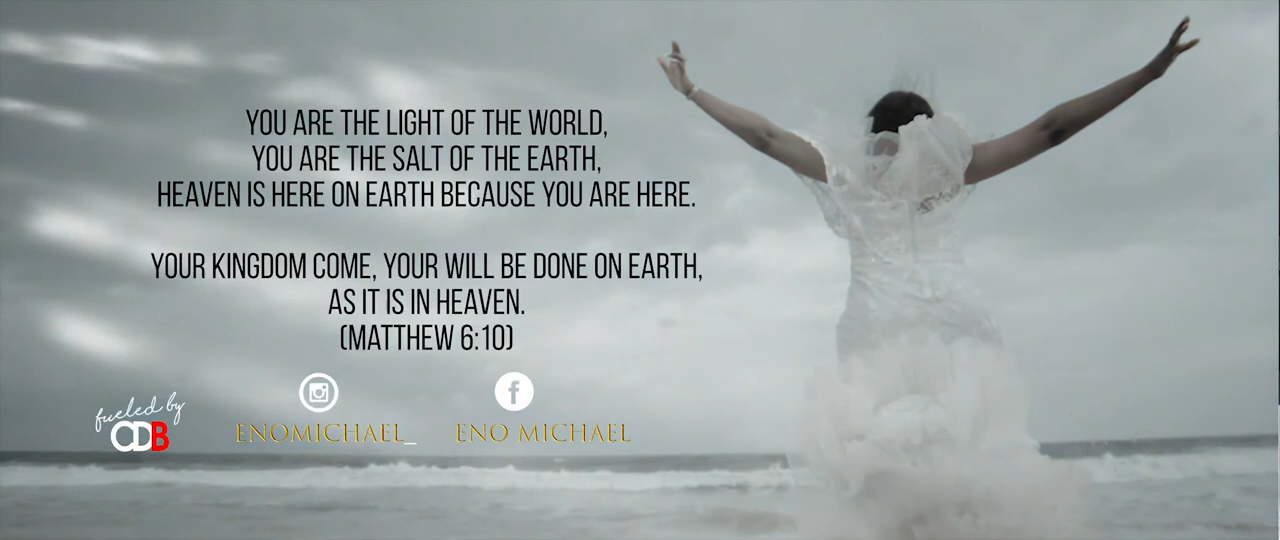 YOU ARE THE LIGHT OF THE WORLD,
YOU ARE THE SALT OF THE EARTH,
HEAVEN IS HERE ON EARTH BECAUSE YOU ARE HERE.
YOUR KINGDOM COME, YOUR WILL BE DONE ON EARTH,
AS IT IS IN HEAVEN.
(MATTHEW 6:10)
fueled by
CDB
ENOMICHAEL_
ENO MICHAEL